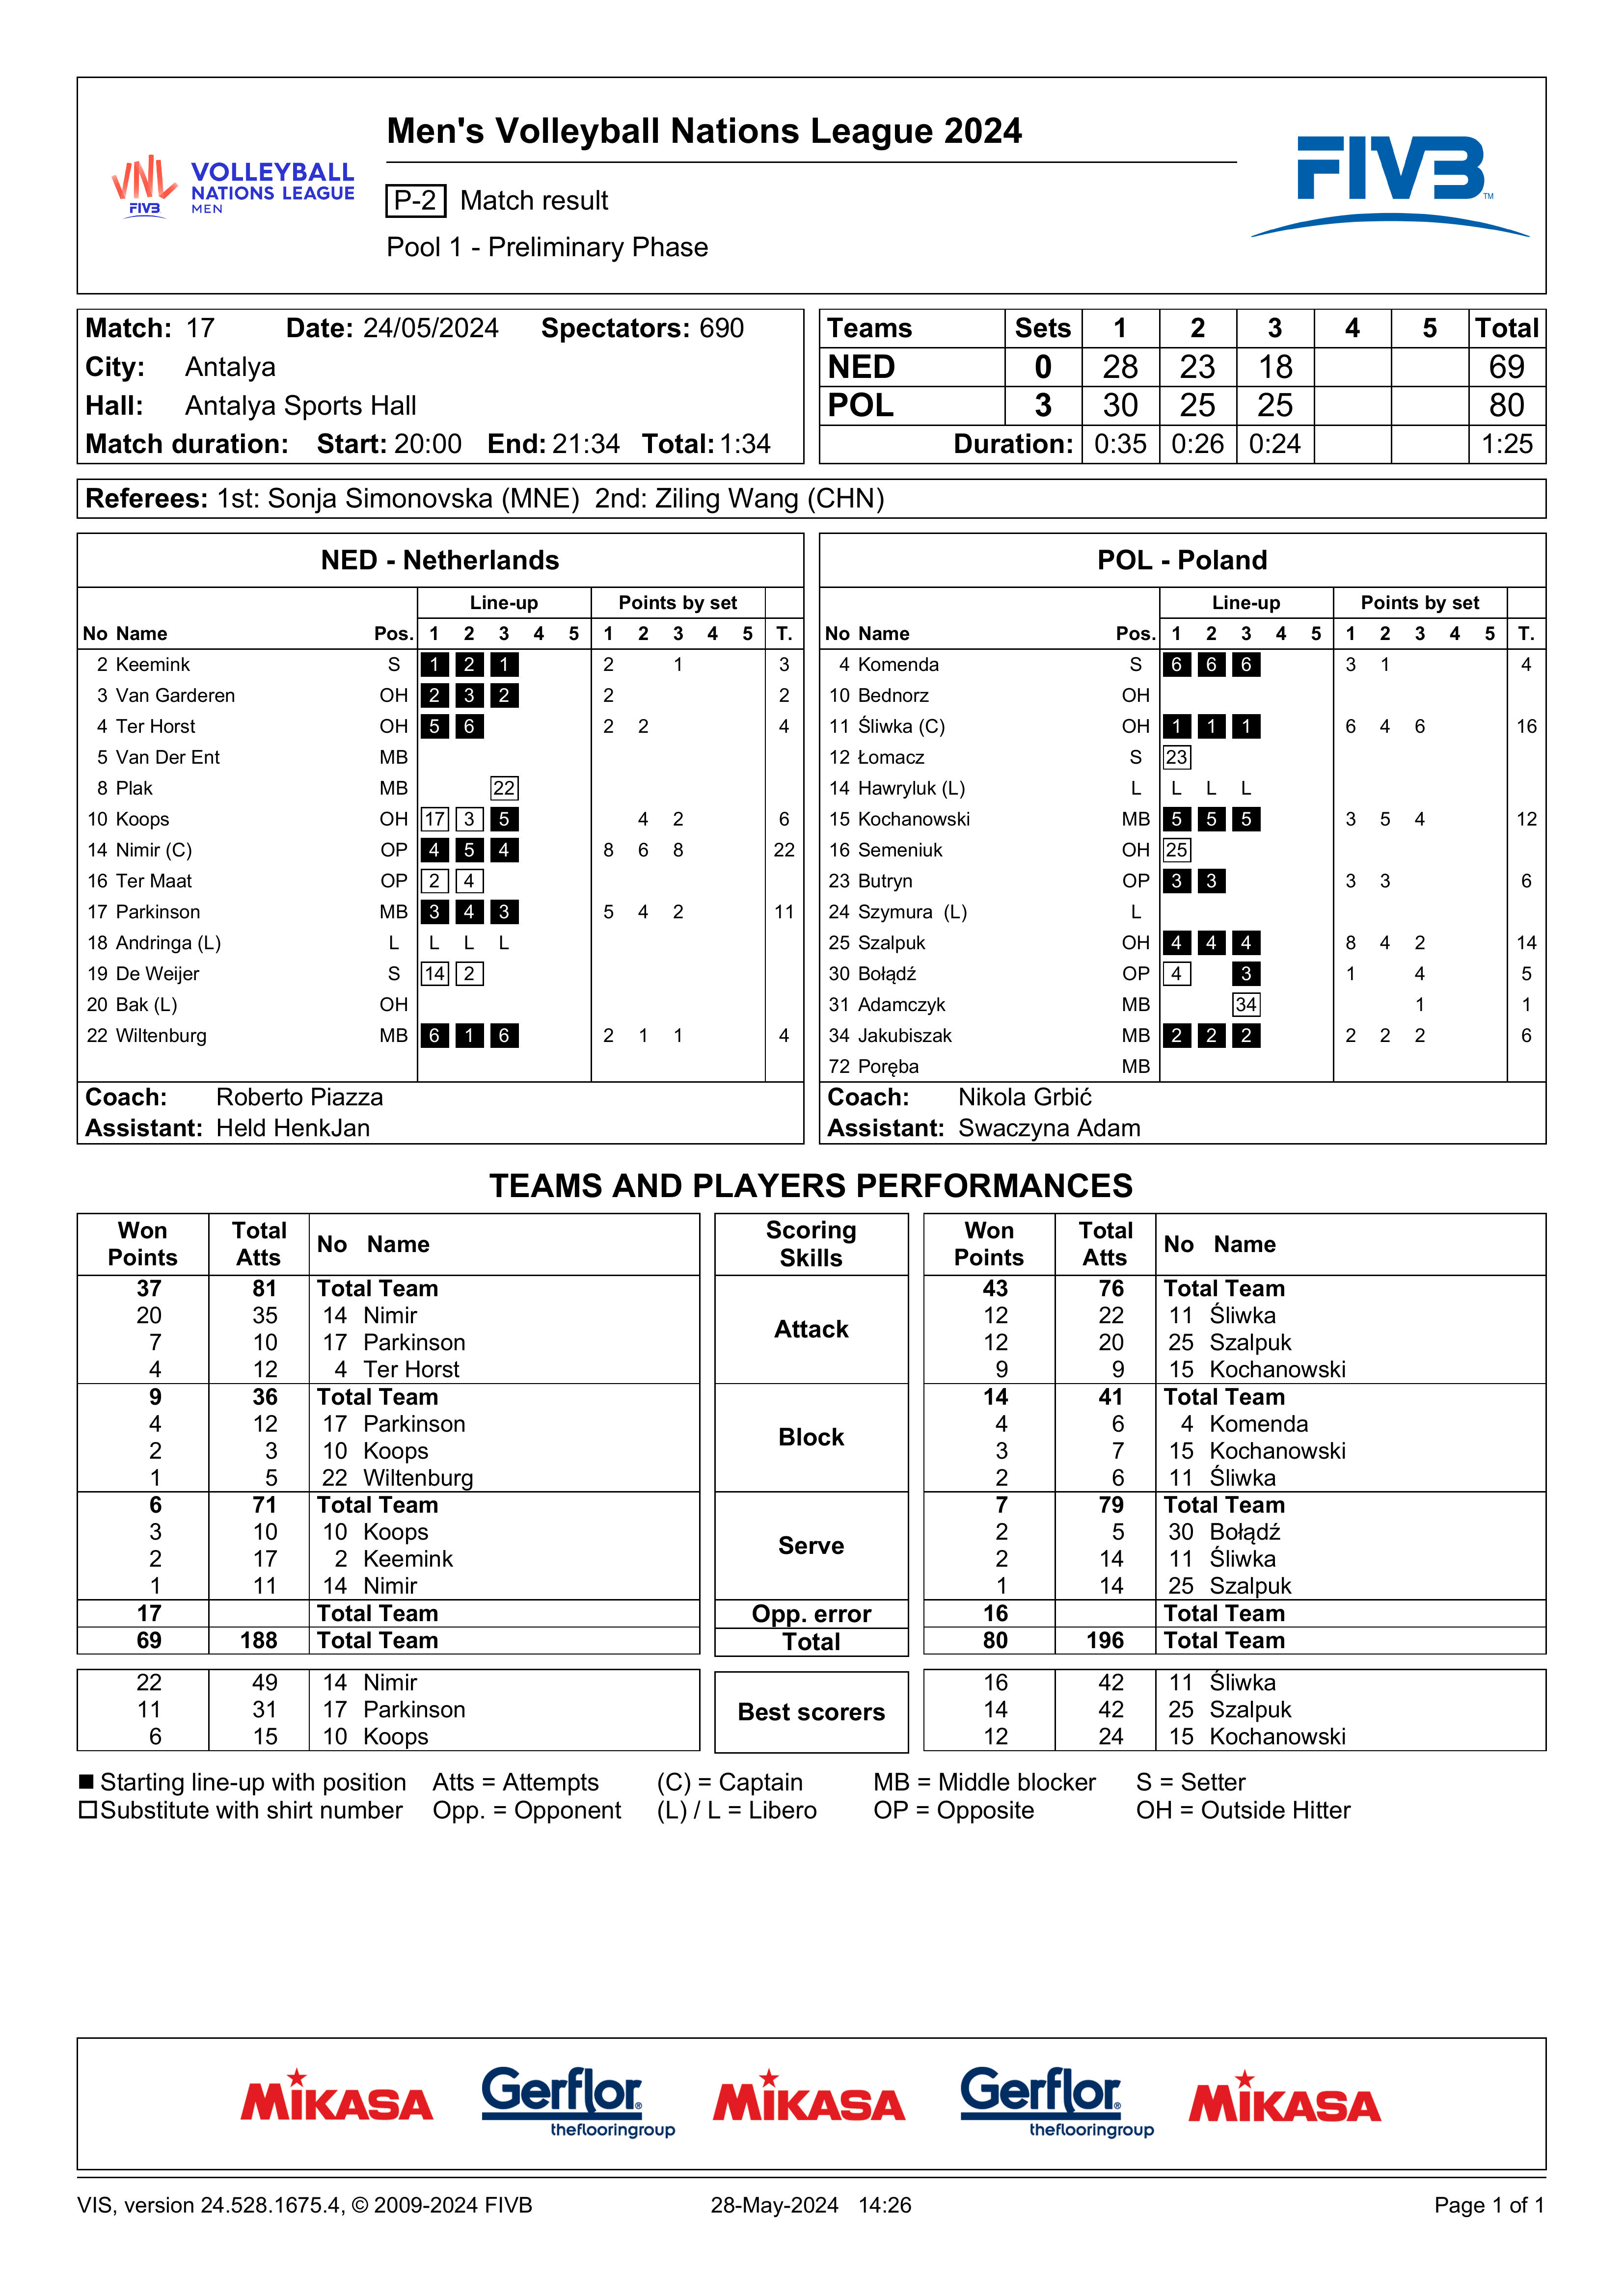 Men's Volleyball Nations League 2024
VNL FIVB
VOLLEYBALL
NATIONS LEAGUE
MEN
P-2 Match result
Pool 1 - Preliminary Phase
FIVB TM
Match: 17 Date: 24/05/2024 Spectators: 690
City: Antalya
Hall: Antalya Sports Hall
Match duration: Start: 20:00 End: 21:34 Total: 1:34
Teams Sets 1 2 3 4 5 Total
NED 0 28 23 18 69
POL 3 30 25 25 80
Duration: 0:35 0:26 0:24 1:25
Referees: 1st: Sonja Simonovska (MNE) 2nd: Ziling Wang (CHN)
NED - Netherlands
Line-up Points by set
No Name Pos. 1 2 3 4 5 1 2 3 4 5 T.
2 Keemink S 1 2 1 2 1 3
3 Van Garderen OH 2 3 2 2 2
4 Ter Horst OH 5 6 2 2 4
5 Van Der Ent MB
8 Plak MB 22
10 Koops OH 17 3 5 4 2 6
14 Nimir (C) OP 4 5 4 8 6 8 22
16 Ter Maat OP 2 4
17 Parkinson MB 3 4 3 5 4 2 11
18 Andringa (L) L L L L
19 De Weijer S 14 2
20 Bak (L) OH
22 Wiltenburg MB 6 1 6 2 1 1 4
Coach: Roberto Piazza
Assistant: Held HenkJan
POL - Poland
Line-up Points by set
No Name Pos. 1 2 3 4 5 1 2 3 4 5 T.
4 Komenda S 6 6 6 3 1 4
10 Bednorz OH
11 Śliwka (C) OH 1 1 1 6 4 6 16
12 Łomacz S 23
14 Hawryluk (L) L L L L
15 Kochanowski MB 5 5 5 3 5 4 12
16 Semeniuk OH 25
23 Butryn OP 3 3 3 3 6
24 Szymura (L) L
25 Szalpuk OH 4 4 4 8 4 2 14
30 Bołądź OP 4 3 1 4 5
31 Adamczyk MB 34 1 1
34 Jakubiszak MB 2 2 2 2 2 2 6
72 Poręba MB
Coach: Nikola Grbić
Assistant: Swaczyna Adam
TEAMS AND PLAYERS PERFORMANCES
Won Points Total Atts No Name Scoring Skills Won Points Total Atts No Name
Attack
37 81 Total Team 43 76 Total Team
20 35 14 Nimir 12 22 11 Śliwka
7 10 17 Parkinson 12 20 25 Szalpuk
4 12 4 Ter Horst 9 9 15 Kochanowski
Block
9 36 Total Team 14 41 Total Team
4 12 17 Parkinson 4 6 4 Komenda
2 3 10 Koops 3 7 15 Kochanowski
1 5 22 Wiltenburg 2 6 11 Śliwka
Serve
6 71 Total Team 7 79 Total Team
3 10 10 Koops 2 5 30 Bołądź
2 17 2 Keemink 2 14 11 Śliwka
1 11 14 Nimir 1 14 25 Szalpuk
17 Total Team Opp. error 16 Total Team
69 188 Total Team Total 80 196 Total Team
Best scorers
22 49 14 Nimir 16 42 11 Śliwka
11 31 17 Parkinson 14 42 25 Szalpuk
6 15 10 Koops 12 24 15 Kochanowski
Starting line-up with position Atts = Attempts (C) = Captain MB = Middle blocker S = Setter
Substitute with shirt number Opp. = Opponent (L) / L = Libero OP = Opposite OH = Outside Hitter
MIKASA Gerflor® theflooringgroup MIKASA Gerflor® theflooringgroup MIKASA
VIS, version 24.528.1675.4, © 2009-2024 FIVB 28-May-2024 14:26 Page 1 of 1